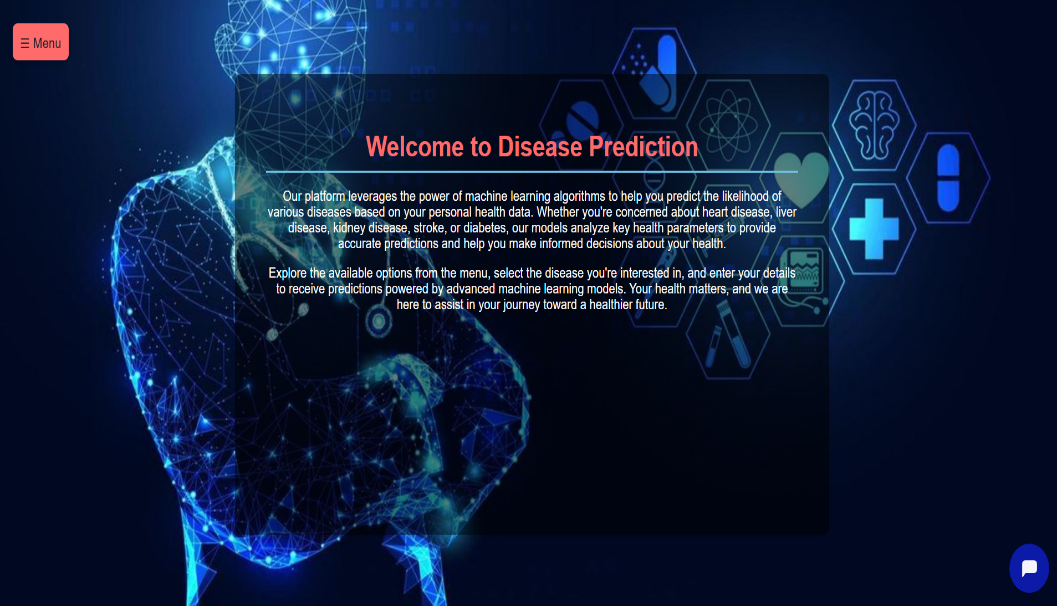 ☰ Menu
Welcome to Disease Prediction
Our platform leverages the power of machine learning algorithms to help you predict the likelihood of
various diseases based on your personal health data. Whether you're concerned about heart disease, liver
disease, kidney disease, stroke, or diabetes, our models analyze key health parameters to provide
accurate predictions and help you make informed decisions about your health.
Explore the available options from the menu, select the disease you're interested in, and enter your details
to receive predictions powered by advanced machine learning models. Your health matters, and we are
here to assist in your journey toward a healthier future.